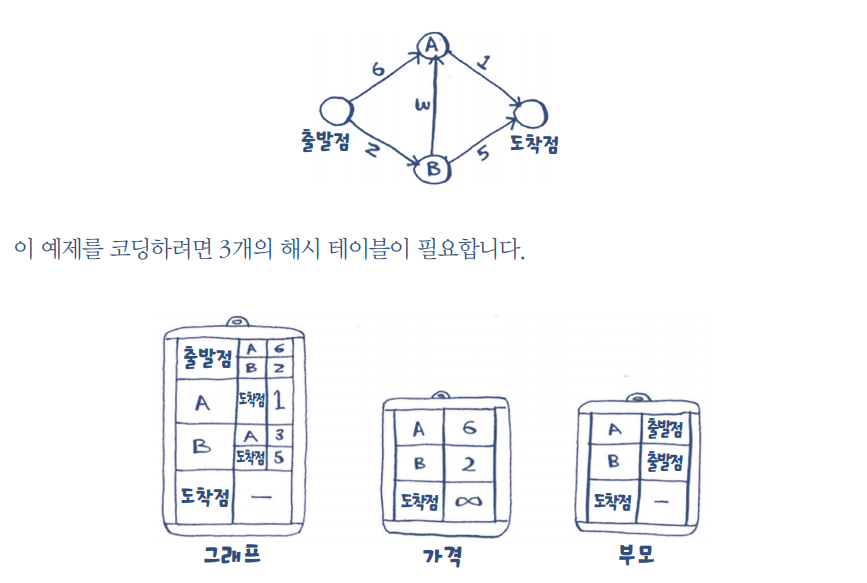 A
6
1
3
출발점
도착점
2
5
B
이 예제를 코딩하려면 3개의 해시 테이블이 필요합니다.
출발점 A 6
B 2
A 도착점 1
B A 3
도착점 5
도착점 —
그래프
A 6
B 2
도착점 ∞
가격
A 출발점
B 출발점
도착점 —
부모